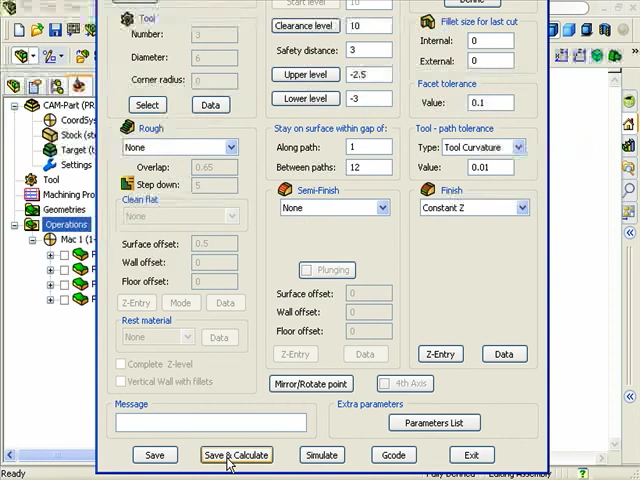 Start level 10
Define
Tool
Number: 3
Diameter: 6
Corner radius: 0
Select Data
Clearance level 10
Safety distance: 3
Upper level -2.5
Lower level -3
Fillet size for last cut
Internal: 0
External: 0
Facet tolerance
Value: 0.1
Rough
None
Overlap: 0.65
Step down: 5
Clean flat
None
Surface offset: 0.5
Wall offset: 0
Floor offset: 0
Z-Entry Mode Data
Rest material
None Data
Complete Z-level
Vertical Wall with fillets
Stay on surface within gap of:
Along path: 1
Between paths: 12
Tool - path tolerance
Type: Tool Curvature
Value: 0.01
Semi-Finish
None
Plunging
Surface offset: 0
Wall offset: 0
Floor offset: 0
Z-Entry Data
Finish
Constant Z
Z-Entry Data
Mirror/Rotate point
4th Axis
Message
Extra parameters
Parameters List
Save Save & Calculate Simulate Gcode Exit
CAM-Part (PR
CoordSy
Stock (ste
Target (t
Settings
Tool
Machining Pro
Geometries
Operations
Mac 1 (1-
Ready
Fully Defined Editing Assembly